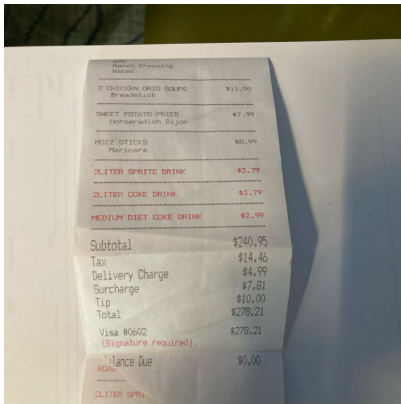 Ranch Dressing
Naked
2 CHICKEN ORZO SOUPS $11.90
Breadstick
SWEET POTATO FRIES $7.99
Horseradish Dijon
MOZZ STICKS $8.99
Marinara
2LITER SPRITE DRINK $3.79
2LITER COKE DRINK $3.79
MEDIUM DIET COKE DRINK $2.99
Subtotal $240.95
Tax $14.46
Delivery Charge $4.99
Surcharge $7.81
Tip $10.00
Total $278.21
Visa #0602 $278.21
(Signature required)
lance Due $0.00
ROAS
2LITER SPR